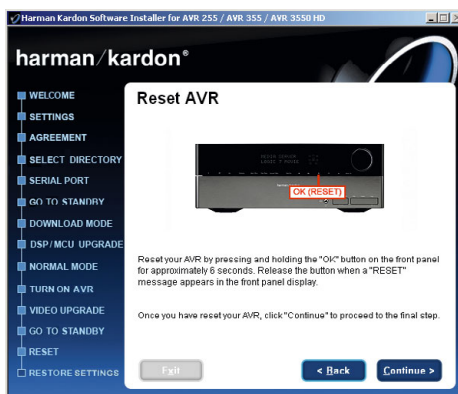 Harman Kardon Software Installer for AVR 255 / AVR 355 / AVR 3550 HD
harman/kardon®
WELCOME
SETTINGS
AGREEMENT
SELECT DIRECTORY
SERIAL PORT
GO TO STANDBY
DOWNLOAD MODE
DSP/MCU UPGRADE
NORMAL MODE
TURN ON AVR
VIDEO UPGRADE
GO TO STANDBY
RESET
RESTORE SETTINGS
Reset AVR
OK (RESET)
Reset your AVR by pressing and holding the "OK" button on the front panel
for approximately 6 seconds. Release the button when a "RESET"
message appears in the front panel display.
Once you have reset your AVR, click "Continue" to proceed to the final step.
Exit
< Back
Continue >